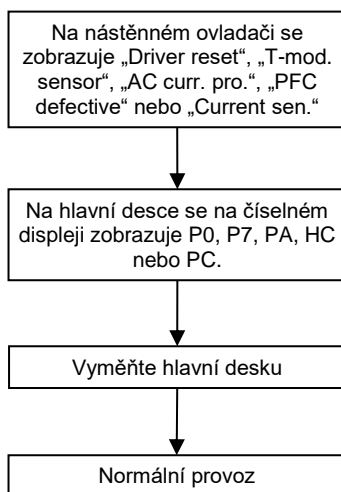 Na nástěnném ovladači se
zobrazuje „Driver reset“, „T-mod.
sensor“, „AC curr. pro.“, „PFC
defective“ nebo „Current sen.“
Na hlavní desce se na číselném
displeji zobrazuje P0, P7, PA, HC
nebo PC.
Vyměňte hlavní desku
Normální provoz